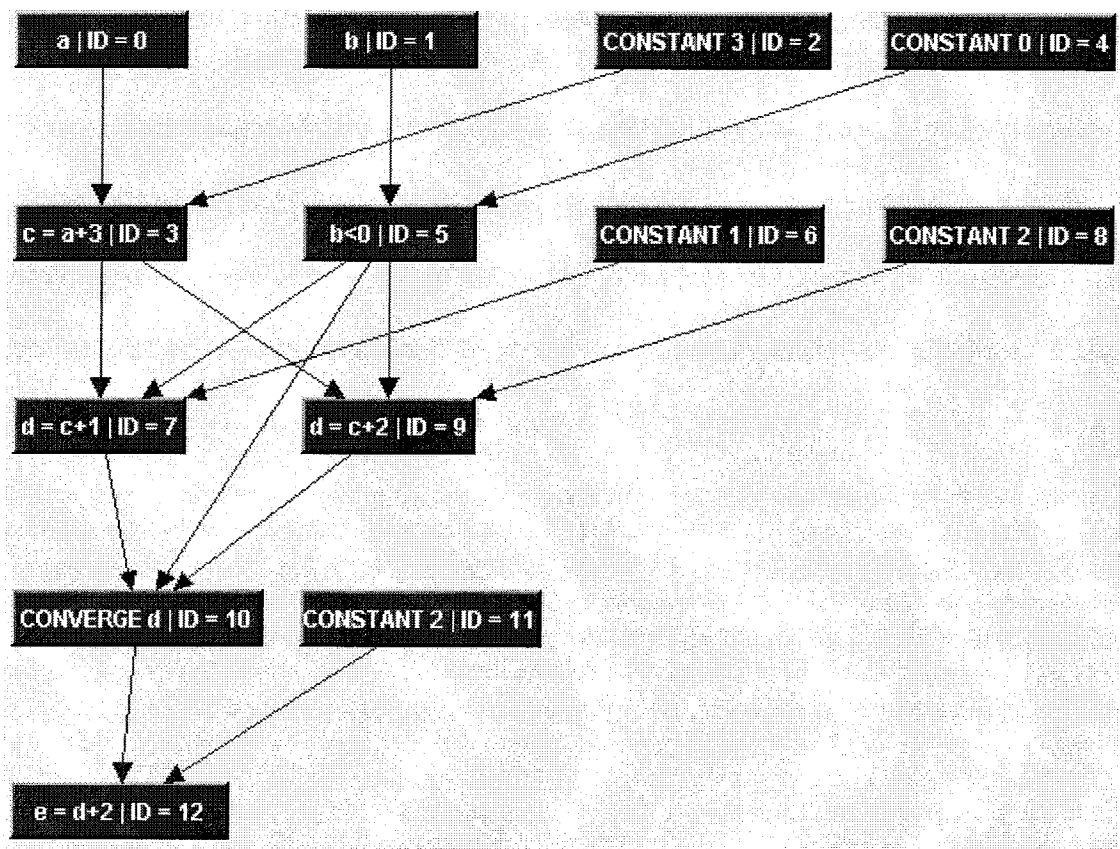 a | ID = 0
b | ID = 1
CONSTANT 3 | ID = 2
CONSTANT 0 | ID = 4
c = a+3 | ID = 3
b<0 | ID = 5
CONSTANT 1 | ID = 6
CONSTANT 2 | ID = 8
d = c+1 | ID = 7
d = c+2 | ID = 9
CONVERGE d | ID = 10
CONSTANT 2 | ID = 11
e = d+2 | ID = 12